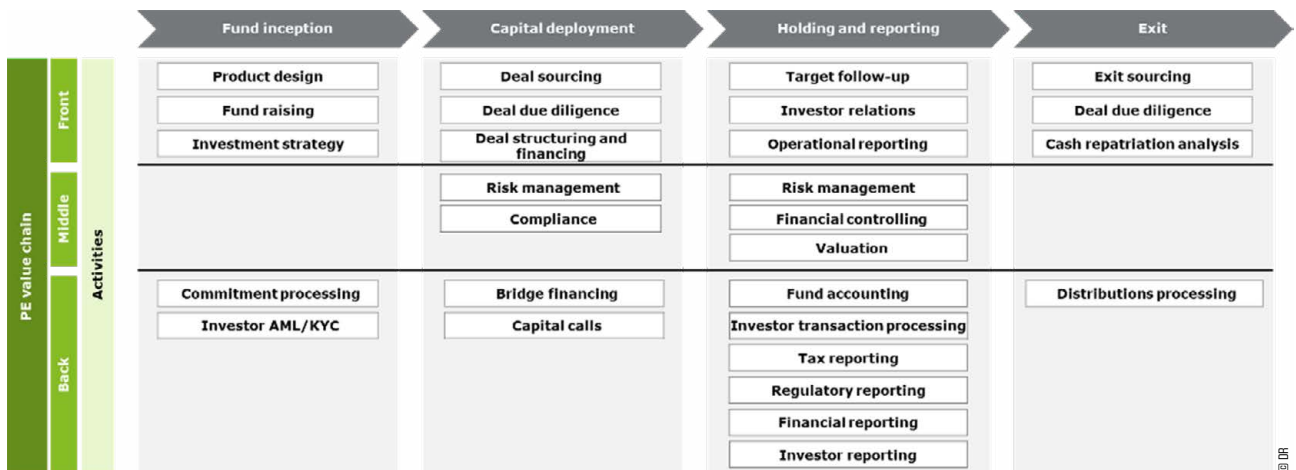 Fund inception
Capital deployment
Holding and reporting
Exit
PE value chain
Activities
Front
Product design
Deal sourcing
Target follow-up
Exit sourcing
Fund raising
Deal due diligence
Investor relations
Deal due diligence
Investment strategy
Deal structuring and
financing
Operational reporting
Cash repatriation analysis
Middle
Risk management
Risk management
Compliance
Financial controlling
Valuation
Back
Commitment processing
Bridge financing
Fund accounting
Distributions processing
Investor AML/KYC
Capital calls
Investor transaction processing
Tax reporting
Regulatory reporting
Financial reporting
Investor reporting
© DR